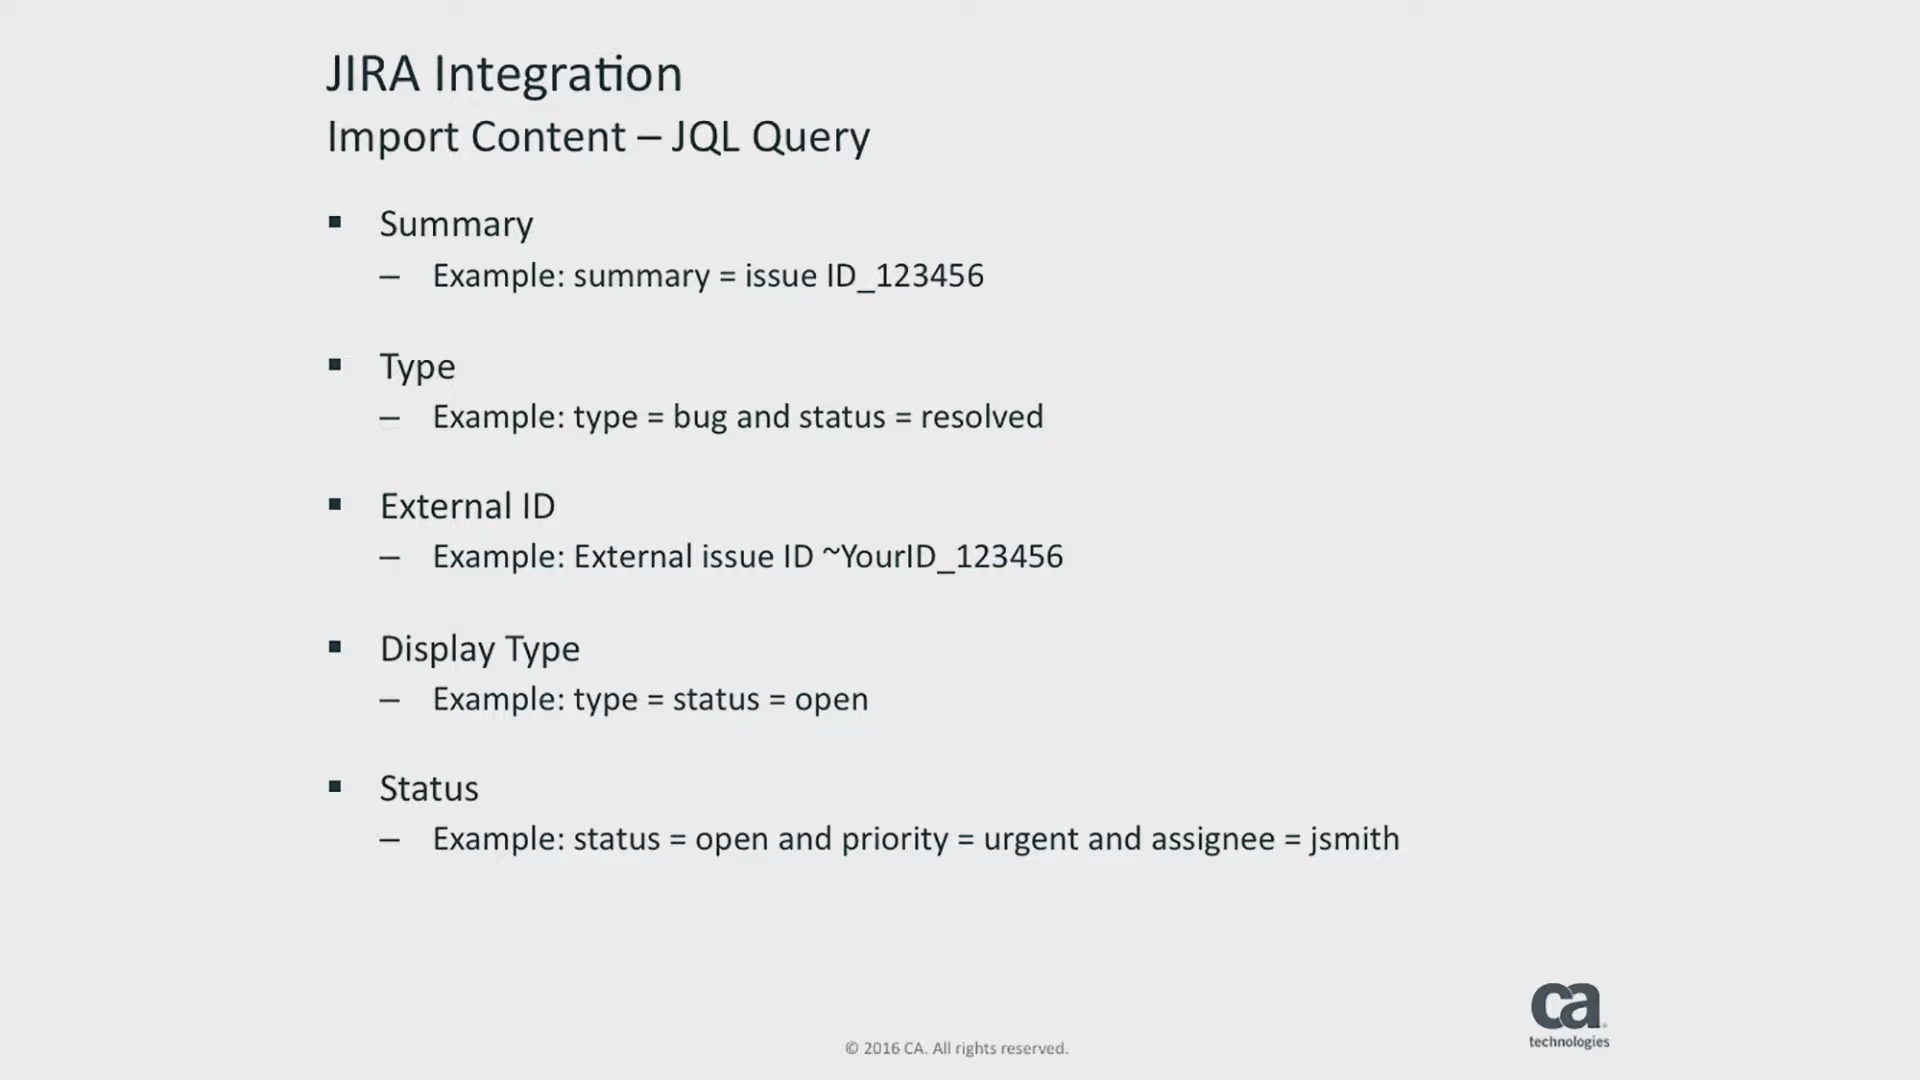 JIRA Integration
Import Content – JQL Query
▪ Summary
– Example: summary = issue ID_123456
▪ Type
– Example: type = bug and status = resolved
▪ External ID
– Example: External issue ID ~YourID_123456
▪ Display Type
– Example: type = status = open
▪ Status
– Example: status = open and priority = urgent and assignee = jsmith
ca
technologies
© 2016 CA. All rights reserved.